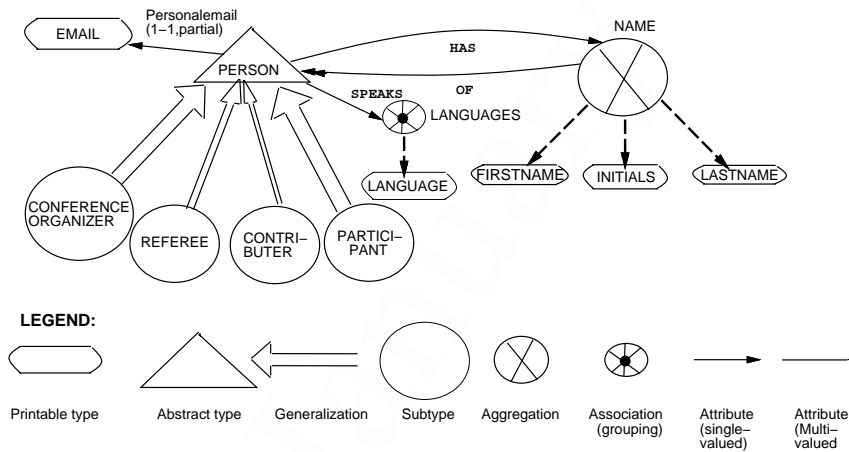 Personalemail
(1−1,partial)
EMAIL
PERSON
HAS
NAME
OF
SPEAKS
LANGUAGES
LANGUAGE
FIRSTNAME
INITIALS
LASTNAME
CONFERENCE
ORGANIZER
REFEREE
CONTRI−
BUTER
PARTICI−
PANT
LEGEND:
Printable type
Abstract type
Generalization
Subtype
Aggregation
Association
(grouping)
Attribute
(single−
valued)
Attribute
(Multi−
valued
January